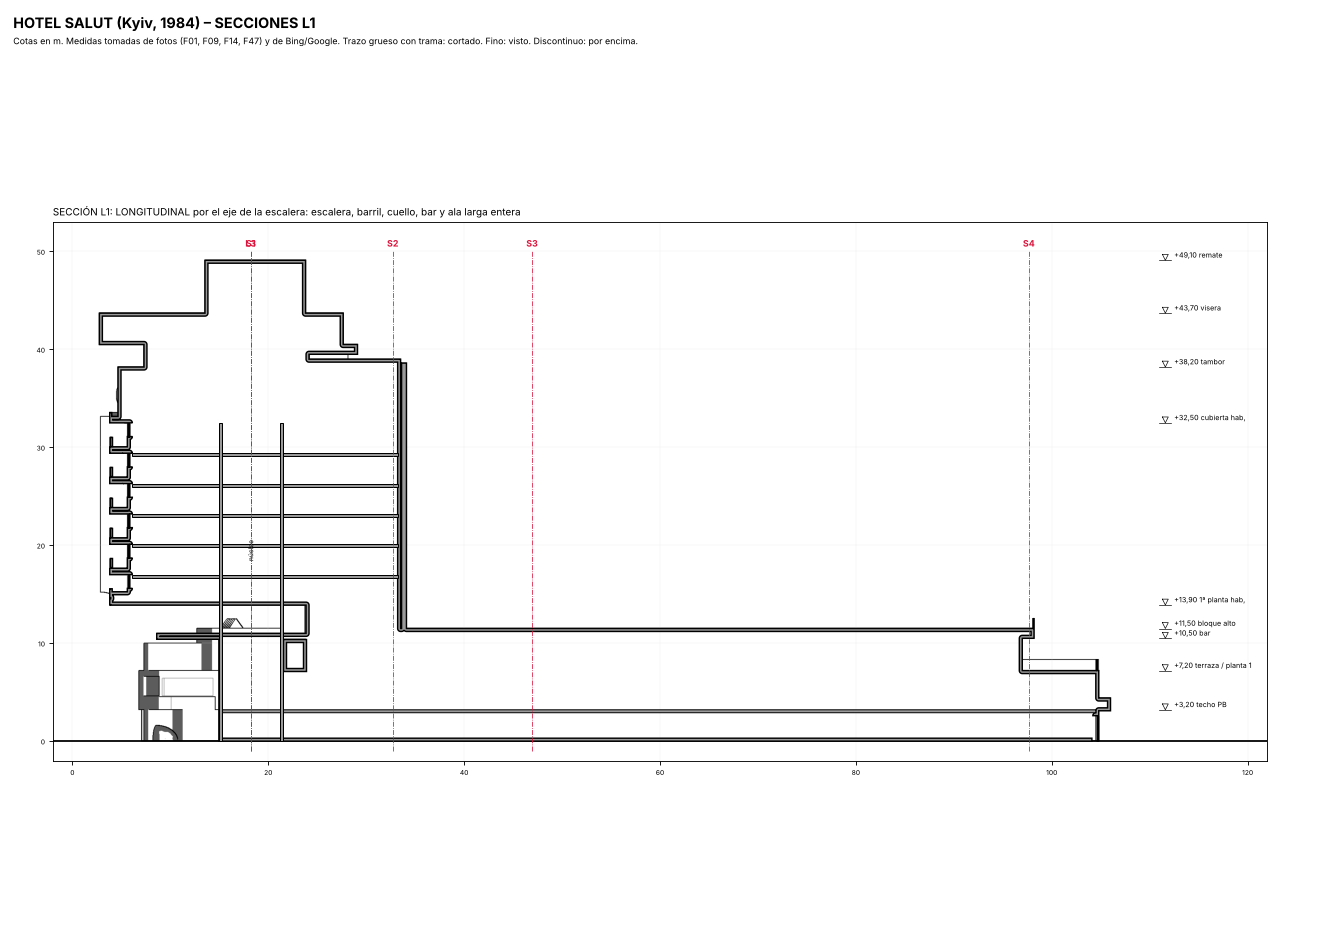 HOTEL SALUT (Kyiv, 1984) – SECCIONES L1
Cotas en m. Medidas tomadas de fotos (F01, F09, F14, F47) y de Bing/Google. Trazo grueso con trama: cortado. Fino: visto. Discontinuo: por encima.
SECCIÓN L1: LONGITUDINAL por el eje de la escalera: escalera, barril, cuello, bar y ala larga entera
S2
S3
S4
+49,10 remate
+43,70 visera
+38,20 tambor
+32,50 cubierta hab,
+13,90 1ª planta hab,
+11,50 bloque alto
+10,50 bar
+7,20 terraza / planta 1
+3,20 techo PB
50
40
30
20
10
0
0
20
40
60
80
100
120